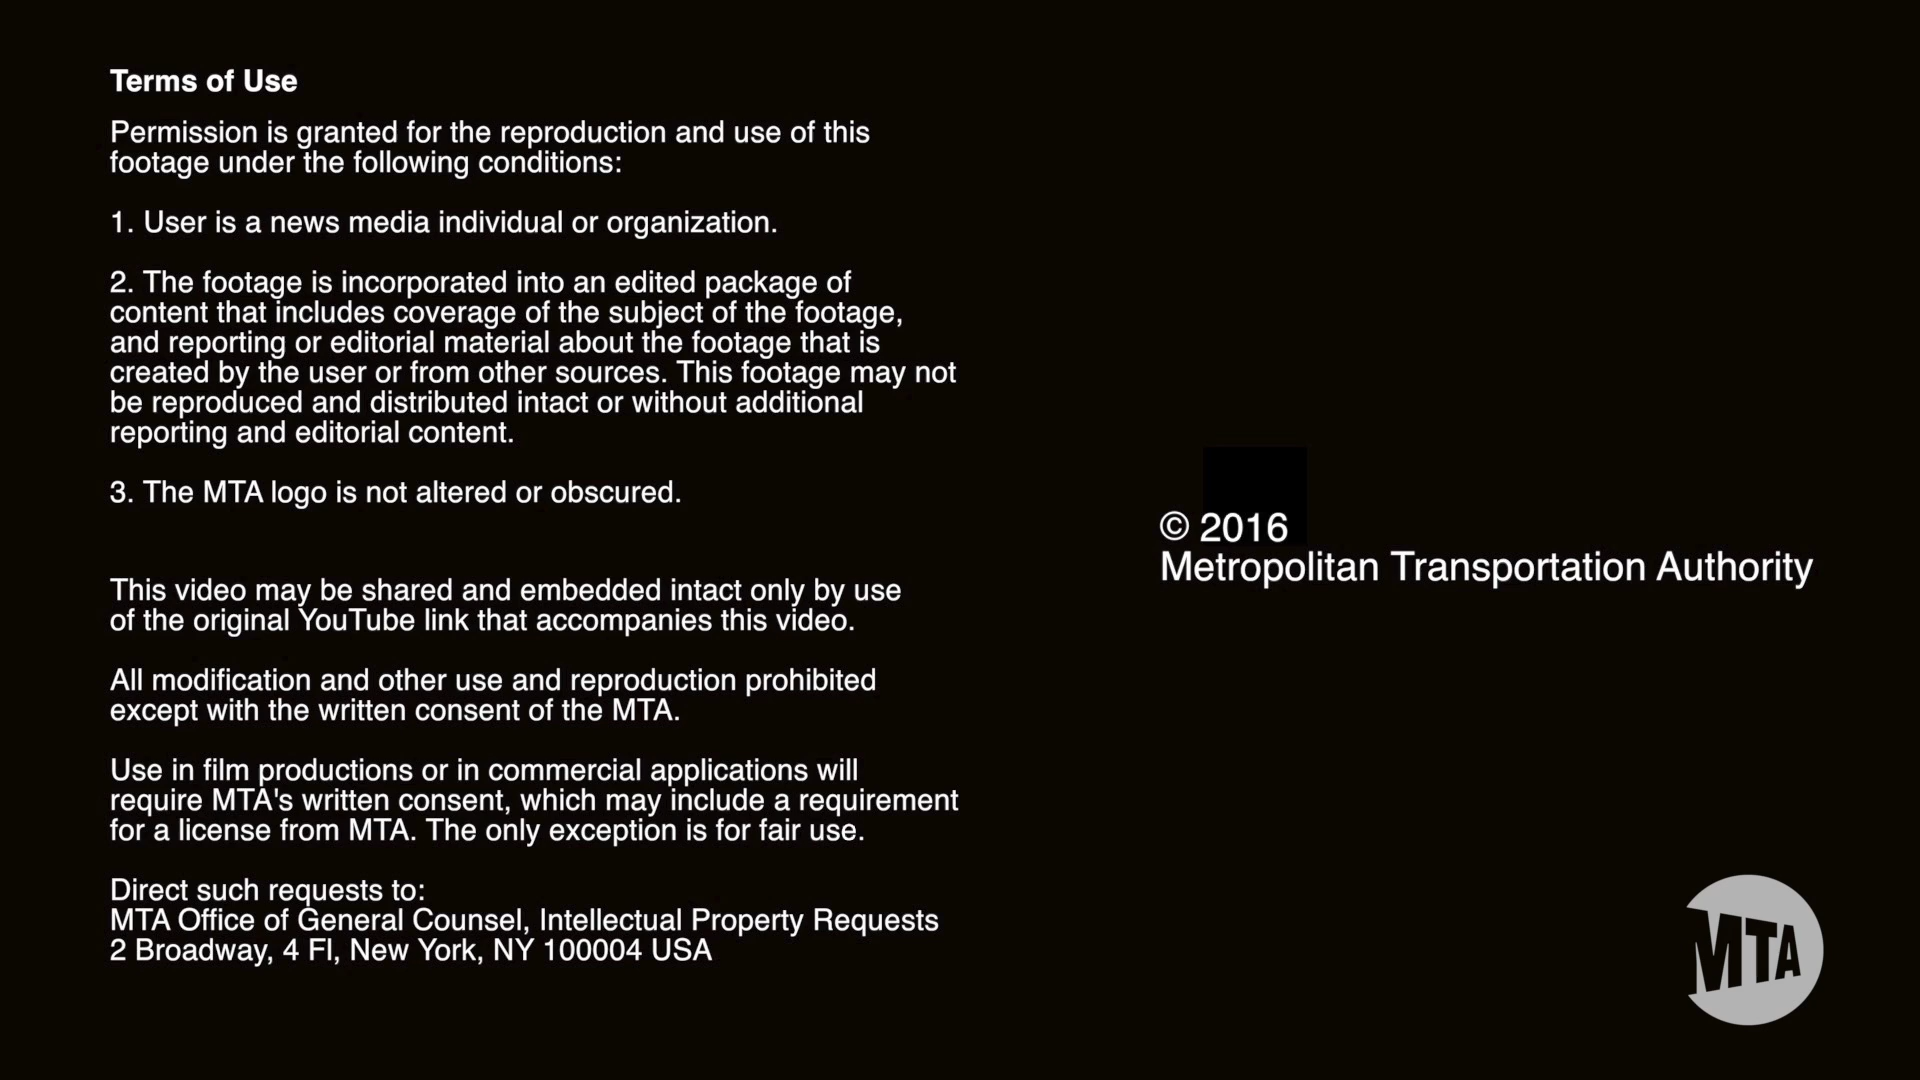 Terms of Use
Permission is granted for the reproduction and use of this
footage under the following conditions:
1. User is a news media individual or organization.
2. The footage is incorporated into an edited package of
content that includes coverage of the subject of the footage,
and reporting or editorial material about the footage that is
created by the user or from other sources. This footage may not
be reproduced and distributed intact or without additional
reporting and editorial content.
3. The MTA logo is not altered or obscured.
This video may be shared and embedded intact only by use
of the original YouTube link that accompanies this video.
All modification and other use and reproduction prohibited
except with the written consent of the MTA.
Use in film productions or in commercial applications will
require MTA's written consent, which may include a requirement
for a license from MTA. The only exception is for fair use.
Direct such requests to:
MTA Office of General Counsel, Intellectual Property Requests
2 Broadway, 4 Fl, New York, NY 100004 USA
© 2016
Metropolitan Transportation Authority
MTA